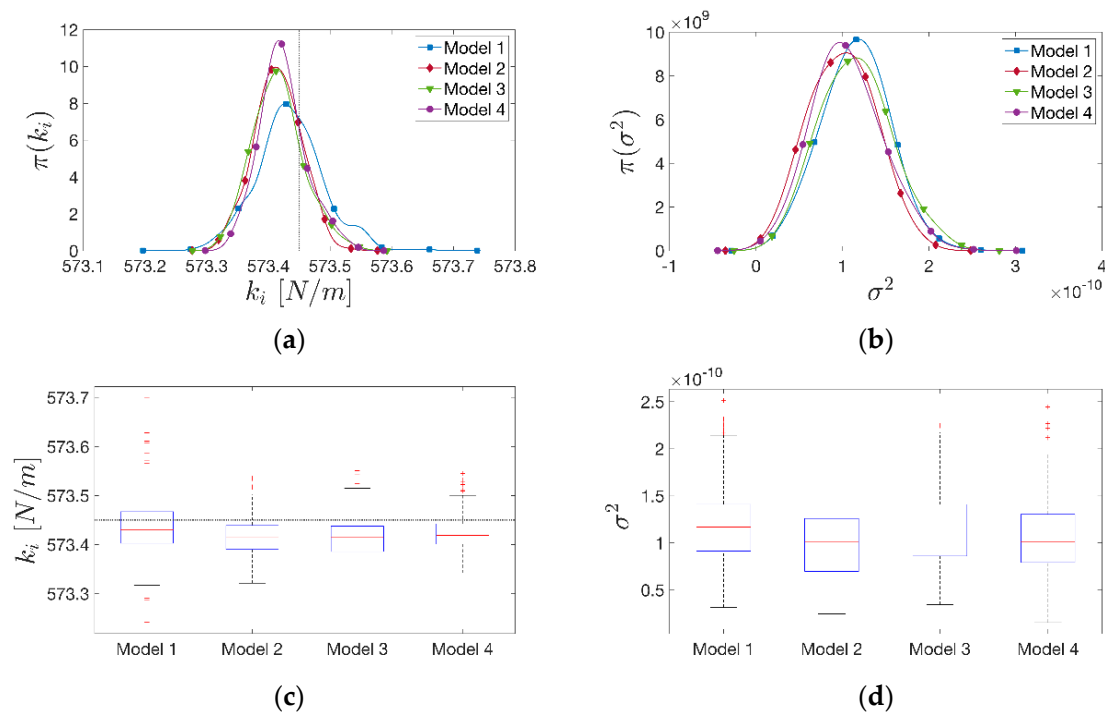 12
10
8
6
4
2
0
π(k_i)
573.1 573.2 573.3 573.4 573.5 573.6 573.7 573.8
k_i [N/m]
Model 1
Model 2
Model 3
Model 4
(a)
×10^9
10
8
6
4
2
0
π(σ^2)
-1 0 1 2 3 4
×10^-10
σ^2
Model 1
Model 2
Model 3
Model 4
(b)
573.7
573.6
573.5
573.4
573.3
k_i [N/m]
Model 1 Model 2 Model 3 Model 4
(c)
×10^-10
2.5
2
1.5
1
0.5
σ^2
Model 1 Model 2 Model 3 Model 4
(d)